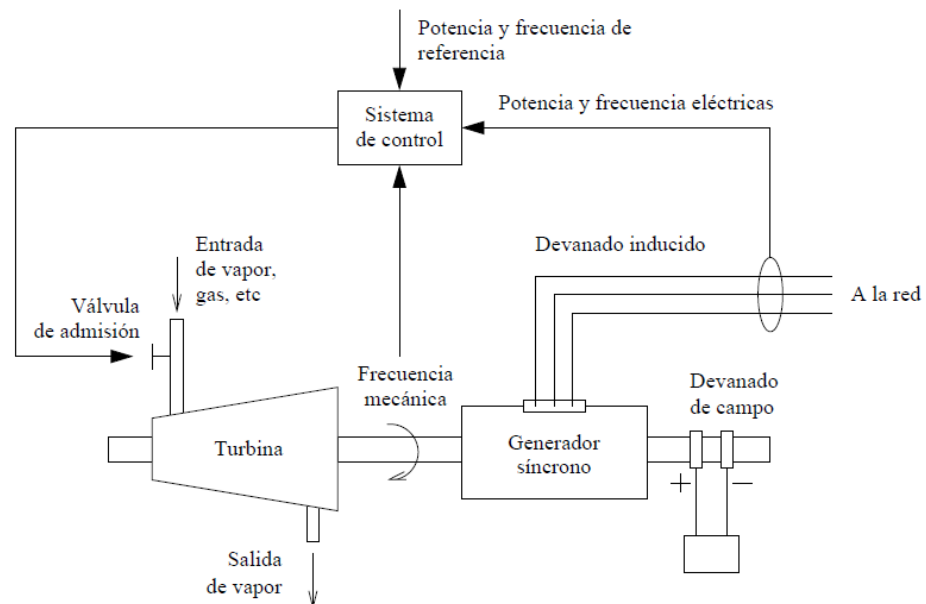 Potencia y frecuencia de
referencia
Sistema
de control
Potencia y frecuencia eléctricas
Devanado inducido
Entrada
de vapor,
gas, etc
A la red
Válvula
de admisión
Frecuencia
mecánica
Devanado
de campo
Turbina
Generador
síncrono
+ −
Salida
de vapor